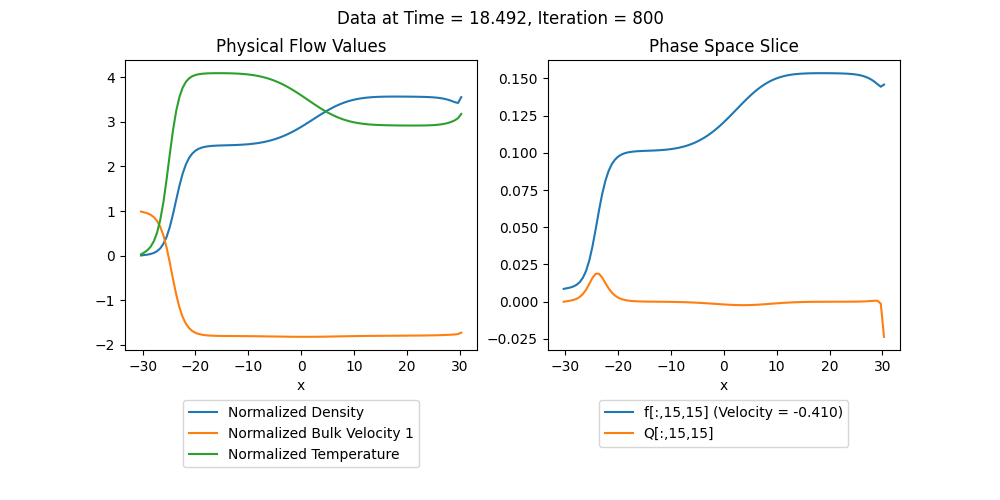 Data at Time = 18.492, Iteration = 800
Physical Flow Values
4
3
2
1
0
−1
−2
−30 −20 −10 0 10 20 30
x
Normalized Density
Normalized Bulk Velocity 1
Normalized Temperature
Phase Space Slice
0.150
0.125
0.100
0.075
0.050
0.025
0.000
−0.025
−30 −20 −10 0 10 20 30
x
f[:,15,15] (Velocity = -0.410)
Q[:,15,15]